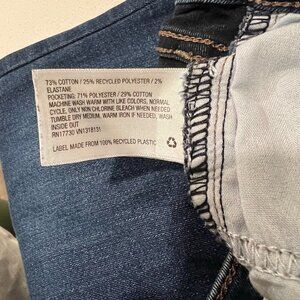 73% COTTON / 25% RECYCLED POLYESTER / 2%
ELASTANE
POCKETING: 71% POLYESTER / 29% COTTON
MACHINE WASH WARM WITH LIKE COLORS, NORMAL
CYCLE, ONLY NON CHLORINE BLEACH WHEN NEEDED
TUMBLE DRY MEDIUM, WARM IRON IF NEEDED, WASH
INSIDE OUT
RN17730 VN1318131
LABEL MADE FROM 100% RECYCLED PLASTIC